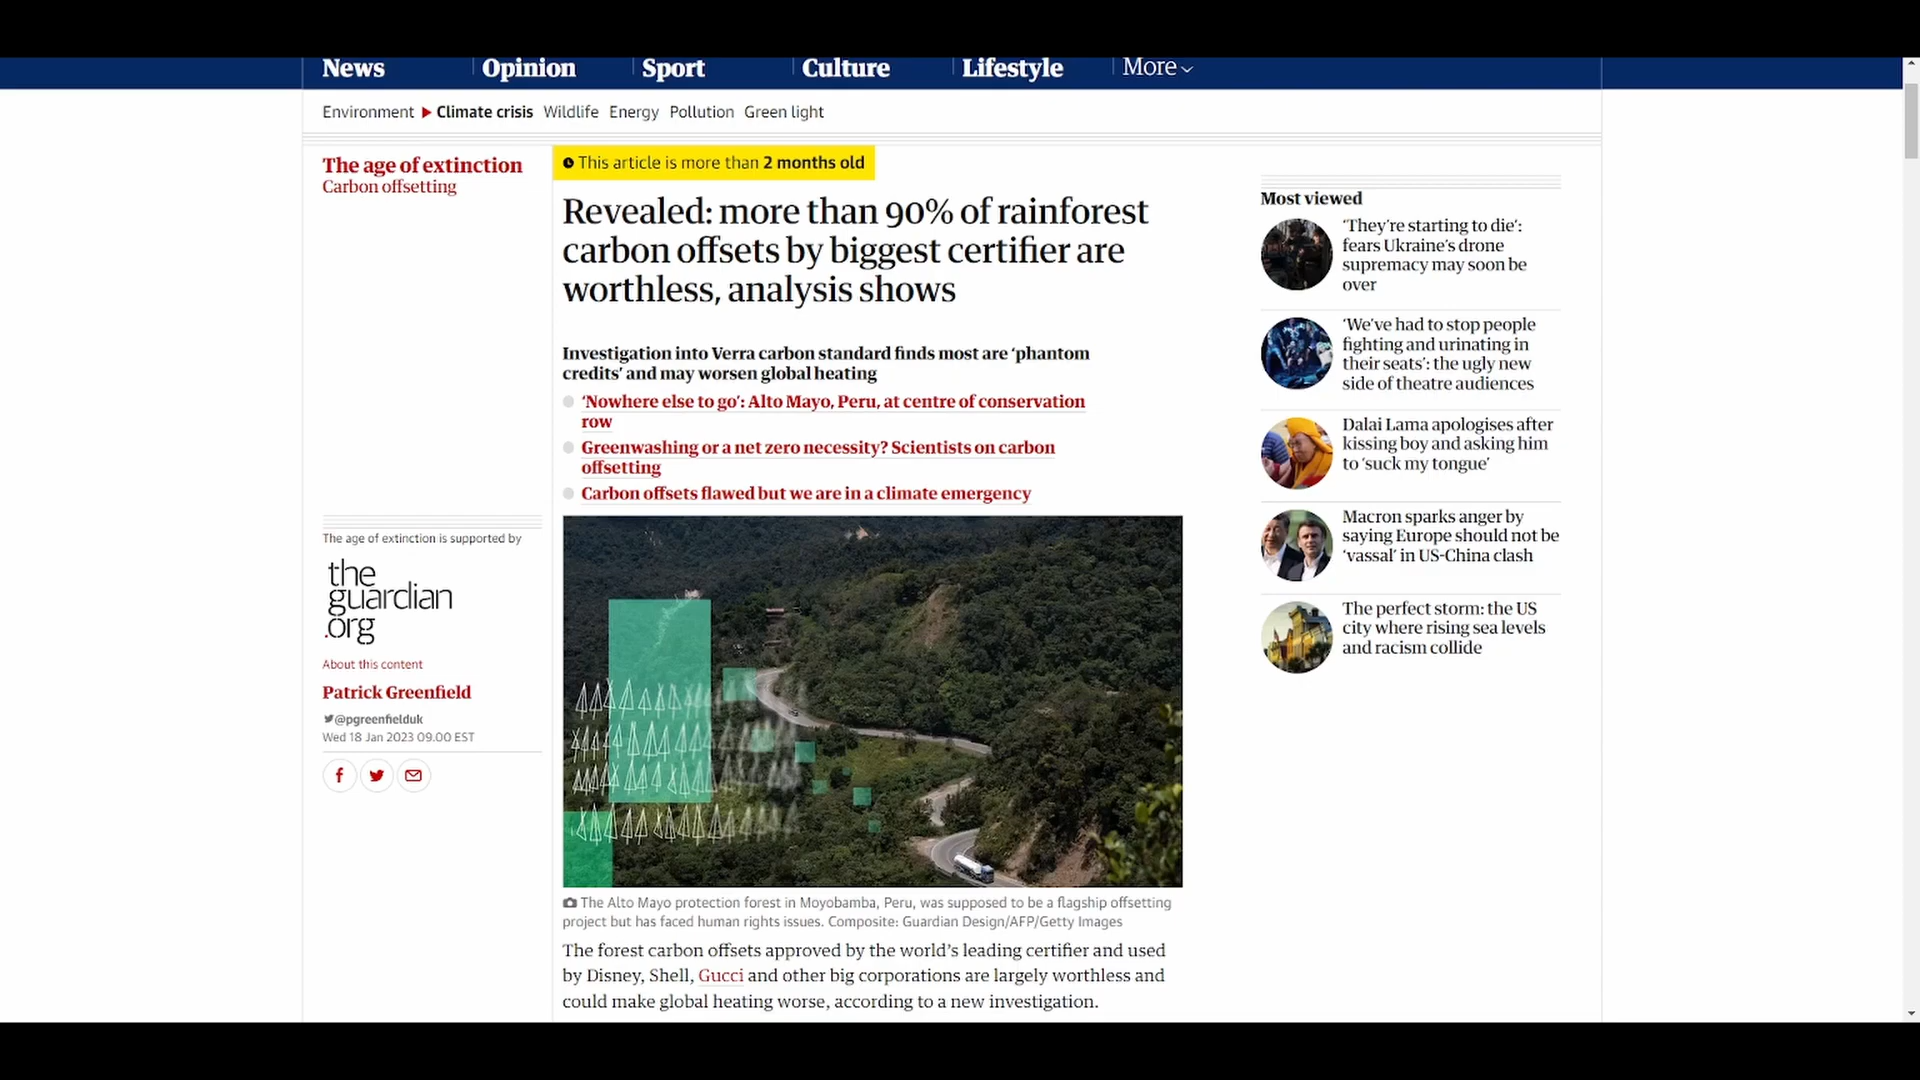 News
Opinion
Sport
Culture
Lifestyle
More
Environment
Climate crisis
Wildlife
Energy
Pollution
Green light
The age of extinction
Carbon offsetting
This article is more than 2 months old
Revealed: more than 90% of rainforest
carbon offsets by biggest certifier are
worthless, analysis shows
Investigation into Verra carbon standard finds most are ‘phantom
credits’ and may worsen global heating
‘Nowhere else to go’: Alto Mayo, Peru, at centre of conservation
row
Greenwashing or a net zero necessity? Scientists on carbon
offsetting
Carbon offsets flawed but we are in a climate emergency
The age of extinction is supported by
the
guardian
.org
About this content
Patrick Greenfield
@pgreenfielduk
Wed 18 Jan 2023 09.00 EST
The Alto Mayo protection forest in Moyobamba, Peru, was supposed to be a flagship offsetting
project but has faced human rights issues. Composite: Guardian Design/AFP/Getty Images
The forest carbon offsets approved by the world’s leading certifier and used
by Disney, Shell, Gucci and other big corporations are largely worthless and
could make global heating worse, according to a new investigation.
Most viewed
‘They’re starting to die’:
fears Ukraine’s drone
supremacy may soon be
over
‘We’ve had to stop people
fighting and urinating in
their seats’: the ugly new
side of theatre audiences
Dalai Lama apologises after
kissing boy and asking him
to ‘suck my tongue’
Macron sparks anger by
saying Europe should not be
‘vassal’ in US-China clash
The perfect storm: the US
city where rising sea levels
and racism collide